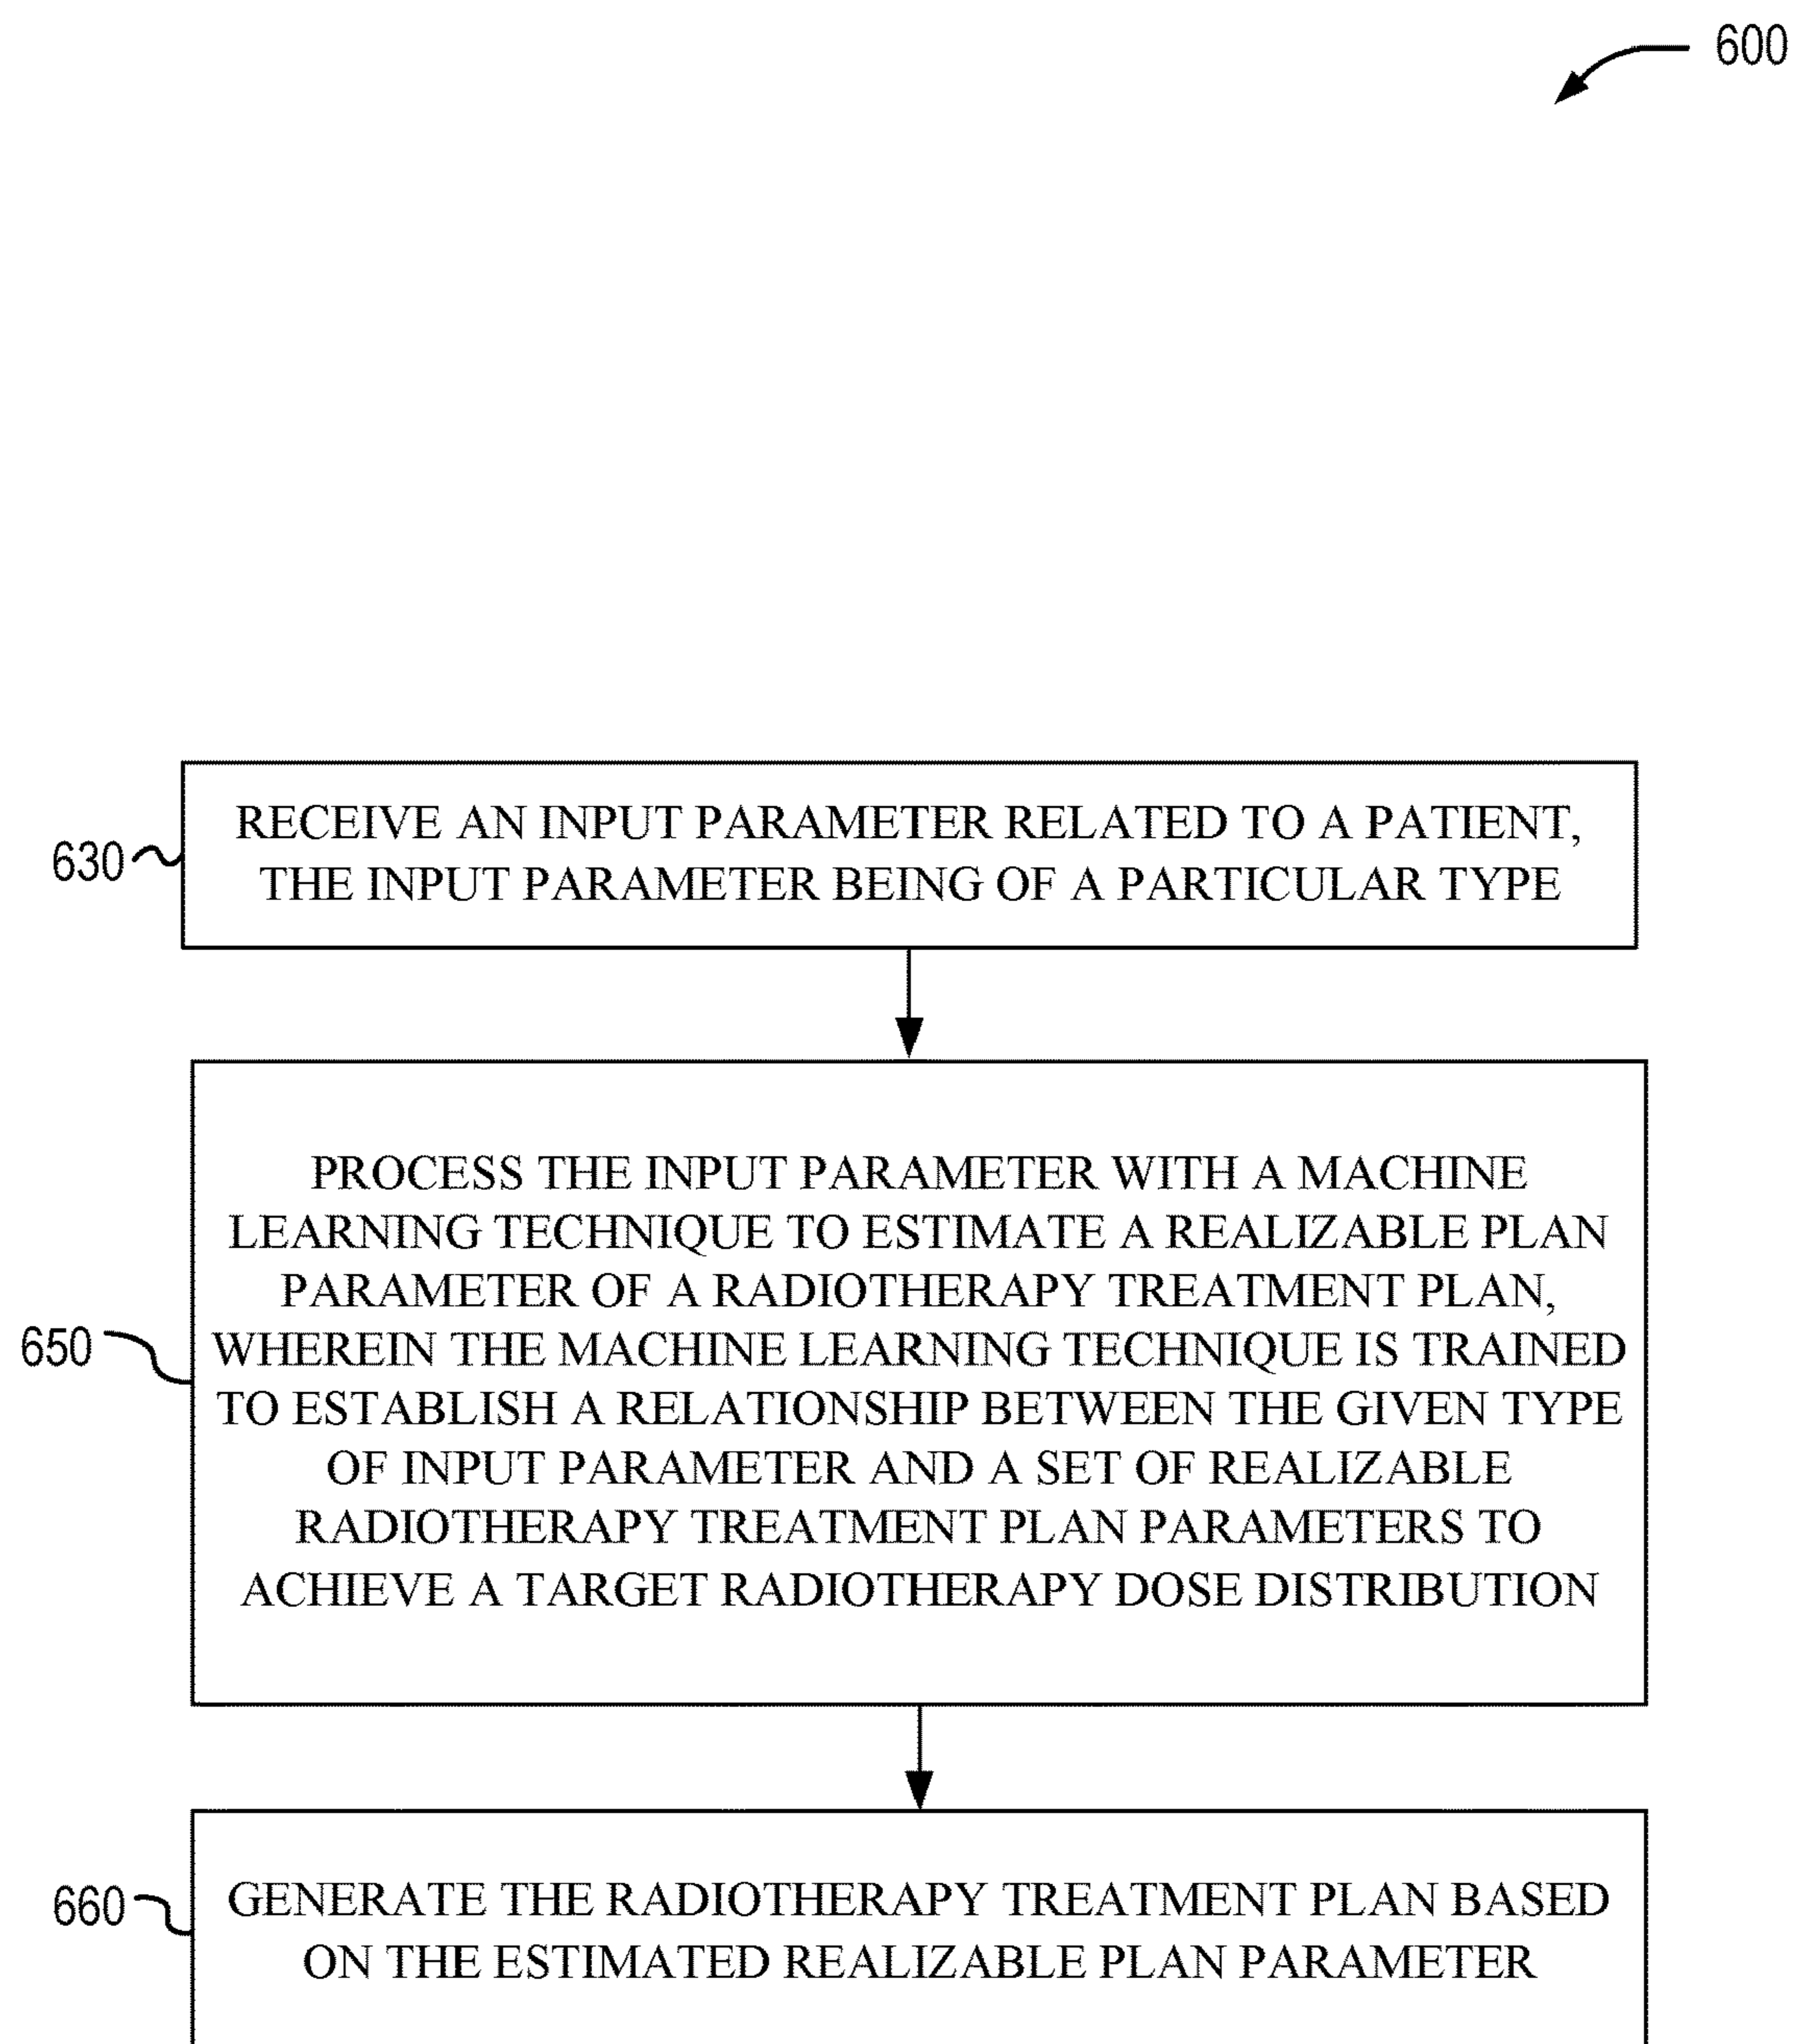 600
RECEIVE AN INPUT PARAMETER RELATED TO A PATIENT,
THE INPUT PARAMETER BEING OF A PARTICULAR TYPE
630
PROCESS THE INPUT PARAMETER WITH A MACHINE
LEARNING TECHNIQUE TO ESTIMATE A REALIZABLE PLAN
PARAMETER OF A RADIOTHERAPY TREATMENT PLAN,
WHEREIN THE MACHINE LEARNING TECHNIQUE IS TRAINED
TO ESTABLISH A RELATIONSHIP BETWEEN THE GIVEN TYPE
OF INPUT PARAMETER AND A SET OF REALIZABLE
RADIOTHERAPY TREATMENT PLAN PARAMETERS TO
ACHIEVE A TARGET RADIOTHERAPY DOSE DISTRIBUTION
650
GENERATE THE RADIOTHERAPY TREATMENT PLAN BASED
ON THE ESTIMATED REALIZABLE PLAN PARAMETER
660